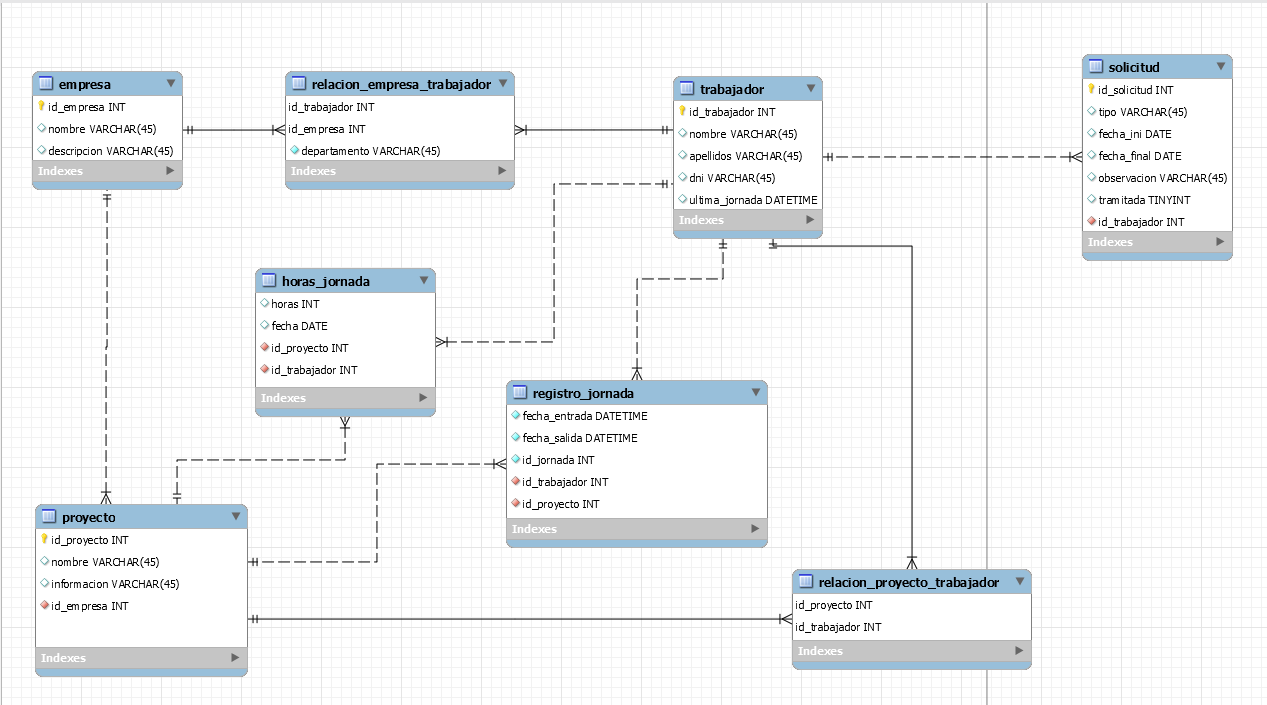 empresa
id_empresa INT
nombre VARCHAR(45)
descripcion VARCHAR(45)
Indexes
relacion_empresa_trabajador
id_trabajador INT
id_empresa INT
departamento VARCHAR(45)
Indexes
trabajador
id_trabajador INT
nombre VARCHAR(45)
apellidos VARCHAR(45)
dni VARCHAR(45)
ultima_jornada DATETIME
Indexes
solicitud
id_solicitud INT
tipo VARCHAR(45)
fecha_ini DATE
fecha_final DATE
observacion VARCHAR(45)
tramitada TINYINT
id_trabajador INT
Indexes
horas_jornada
horas INT
fecha DATE
id_proyecto INT
id_trabajador INT
Indexes
registro_jornada
fecha_entrada DATETIME
fecha_salida DATETIME
id_jornada INT
id_trabajador INT
id_proyecto INT
Indexes
proyecto
id_proyecto INT
nombre VARCHAR(45)
informacion VARCHAR(45)
id_empresa INT
Indexes
relacion_proyecto_trabajador
id_proyecto INT
id_trabajador INT
Indexes